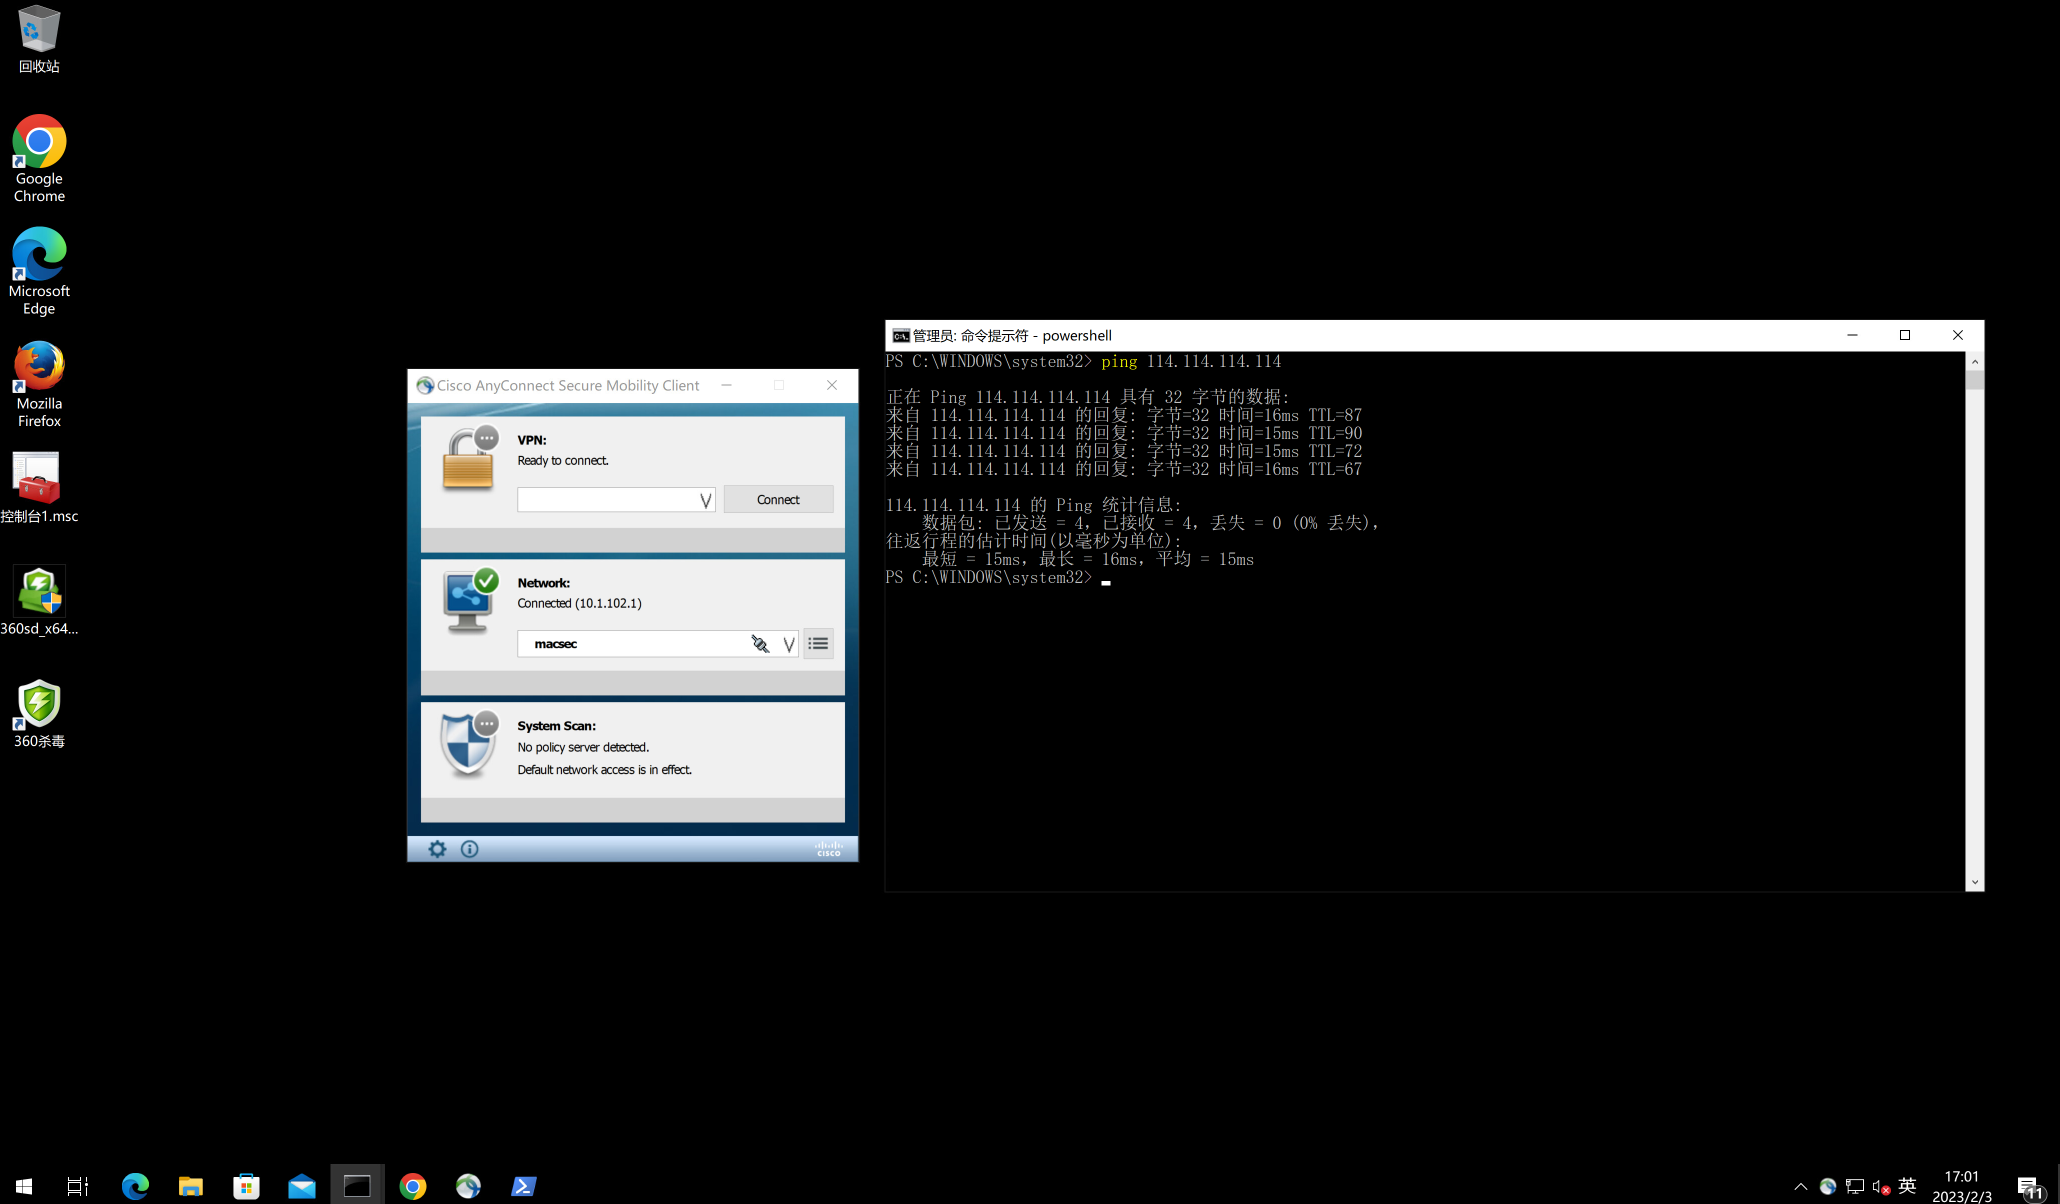 回收站
Google
Chrome
Microsoft
Edge
Mozilla
Firefox
控制台1.msc
360sd_x64...
360杀毒
Cisco AnyConnect Secure Mobility Client
VPN:
Ready to connect.
Connect
Network:
Connected (10.1.102.1)
macsec
System Scan:
No policy server detected.
Default network access is in effect.
cisco
管理员: 命令提示符 - powershell
PS C:\WINDOWS\system32> ping 114.114.114.114
正在 Ping 114.114.114.114 具有 32 字节的数据:
来自 114.114.114.114 的回复: 字节=32 时间=16ms TTL=87
来自 114.114.114.114 的回复: 字节=32 时间=15ms TTL=90
来自 114.114.114.114 的回复: 字节=32 时间=15ms TTL=72
来自 114.114.114.114 的回复: 字节=32 时间=16ms TTL=67
114.114.114.114 的 Ping 统计信息:
数据包: 已发送 = 4，已接收 = 4，丢失 = 0 (0% 丢失)，
往返行程的估计时间(以毫秒为单位):
最短 = 15ms，最长 = 16ms，平均 = 15ms
PS C:\WINDOWS\system32>
英
17:01
2023/2/3
11